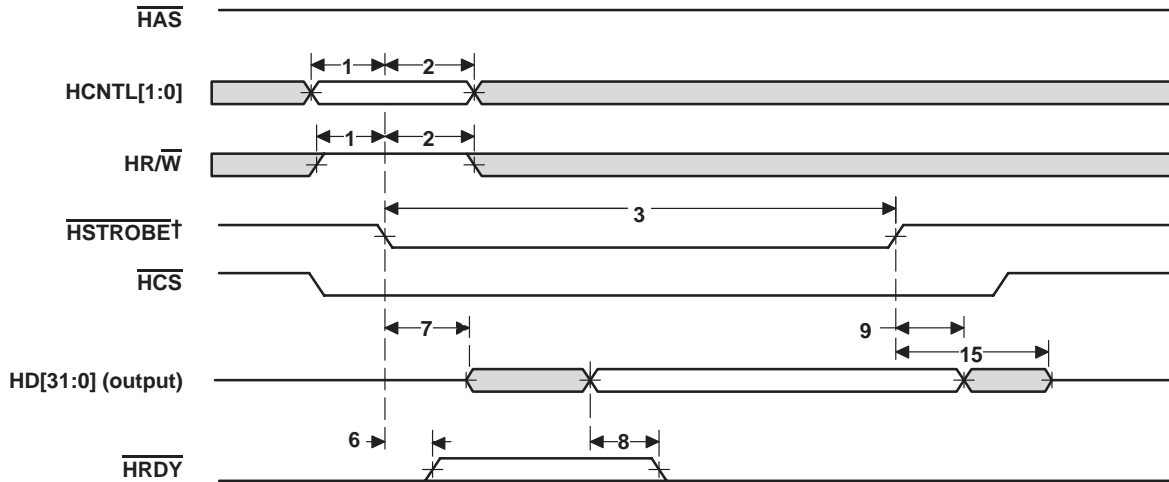 HAS
1 2
HCNTL[1:0]
1 2
HR/W
3
HSTROBE†
HCS
7 9
15
HD[31:0] (output)
6 8
HRDY